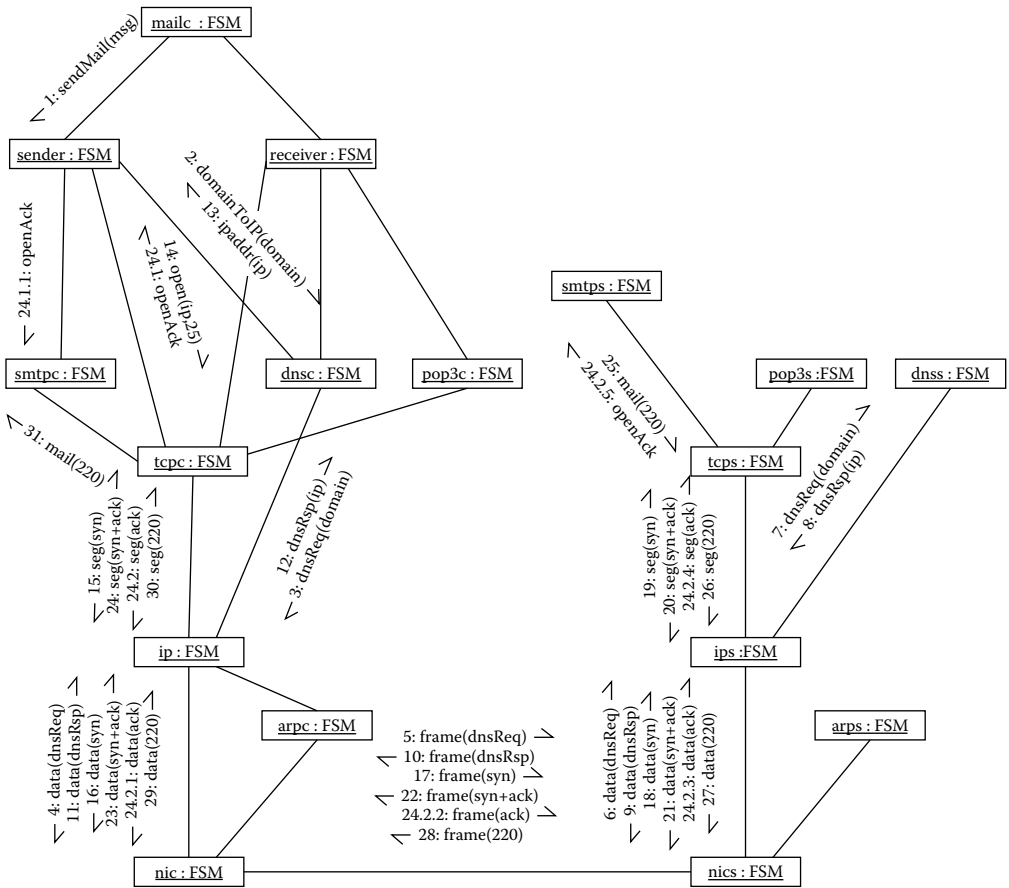 mailc : FSM
1: sendMail(msg)
sender : FSM
receiver : FSM
2: domainToIP(domain)
13: ipaddr(ip)
24.1.1: openAck
14: open(ip,25)
24.1: openAck
smtps : FSM
smtpc : FSM
dnsc : FSM
pop3c : FSM
pop3s :FSM
dnss : FSM
25: mail(220)
24.2.5: openAck
31: mail(220)
tcpc : FSM
tcps : FSM
7: dnsReq(domain)
8: dnsRsp(ip)
15: seg(syn)
24: seg(syn+ack)
24.2: seg(ack)
30: seg(220)
12: dnsRsp(ip)
3: dnsReq(domain)
19: seg(syn)
20: seg(syn+ack)
24.2.4: seg(ack)
26: seg(220)
ip : FSM
ips :FSM
4: data(dnsReq)
11: data(dnsRsp)
16: data(syn)
23: data(syn+ack)
24.2.1: data(ack)
29: data(220)
arpc : FSM
5: frame(dnsReq)
10: frame(dnsRsp)
17: frame(syn)
22: frame(syn+ack)
24.2.2: frame(ack)
28: frame(220)
6: data(dnsReq)
9: data(dnsRsp)
18: data(syn)
21: data(syn+ack)
24.2.3: data(ack)
27: data(220)
arps : FSM
nic : FSM
nics : FSM